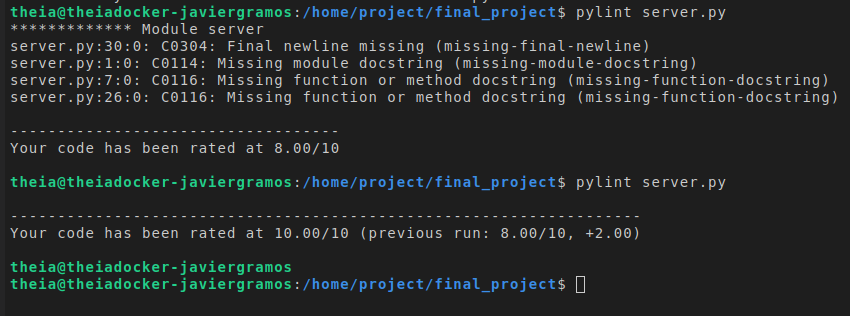 theia@theiadocker-javiergramos:/home/project/final_project$ pylint server.py
************* Module server
server.py:30:0: C0304: Final newline missing (missing-final-newline)
server.py:1:0: C0114: Missing module docstring (missing-module-docstring)
server.py:7:0: C0116: Missing function or method docstring (missing-function-docstring)
server.py:26:0: C0116: Missing function or method docstring (missing-function-docstring)
-----------------------------------
Your code has been rated at 8.00/10
theia@theiadocker-javiergramos:/home/project/final_project$ pylint server.py
-------------------------------------------------------------------
Your code has been rated at 10.00/10 (previous run: 8.00/10, +2.00)
theia@theiadocker-javiergramos
theia@theiadocker-javiergramos:/home/project/final_project$